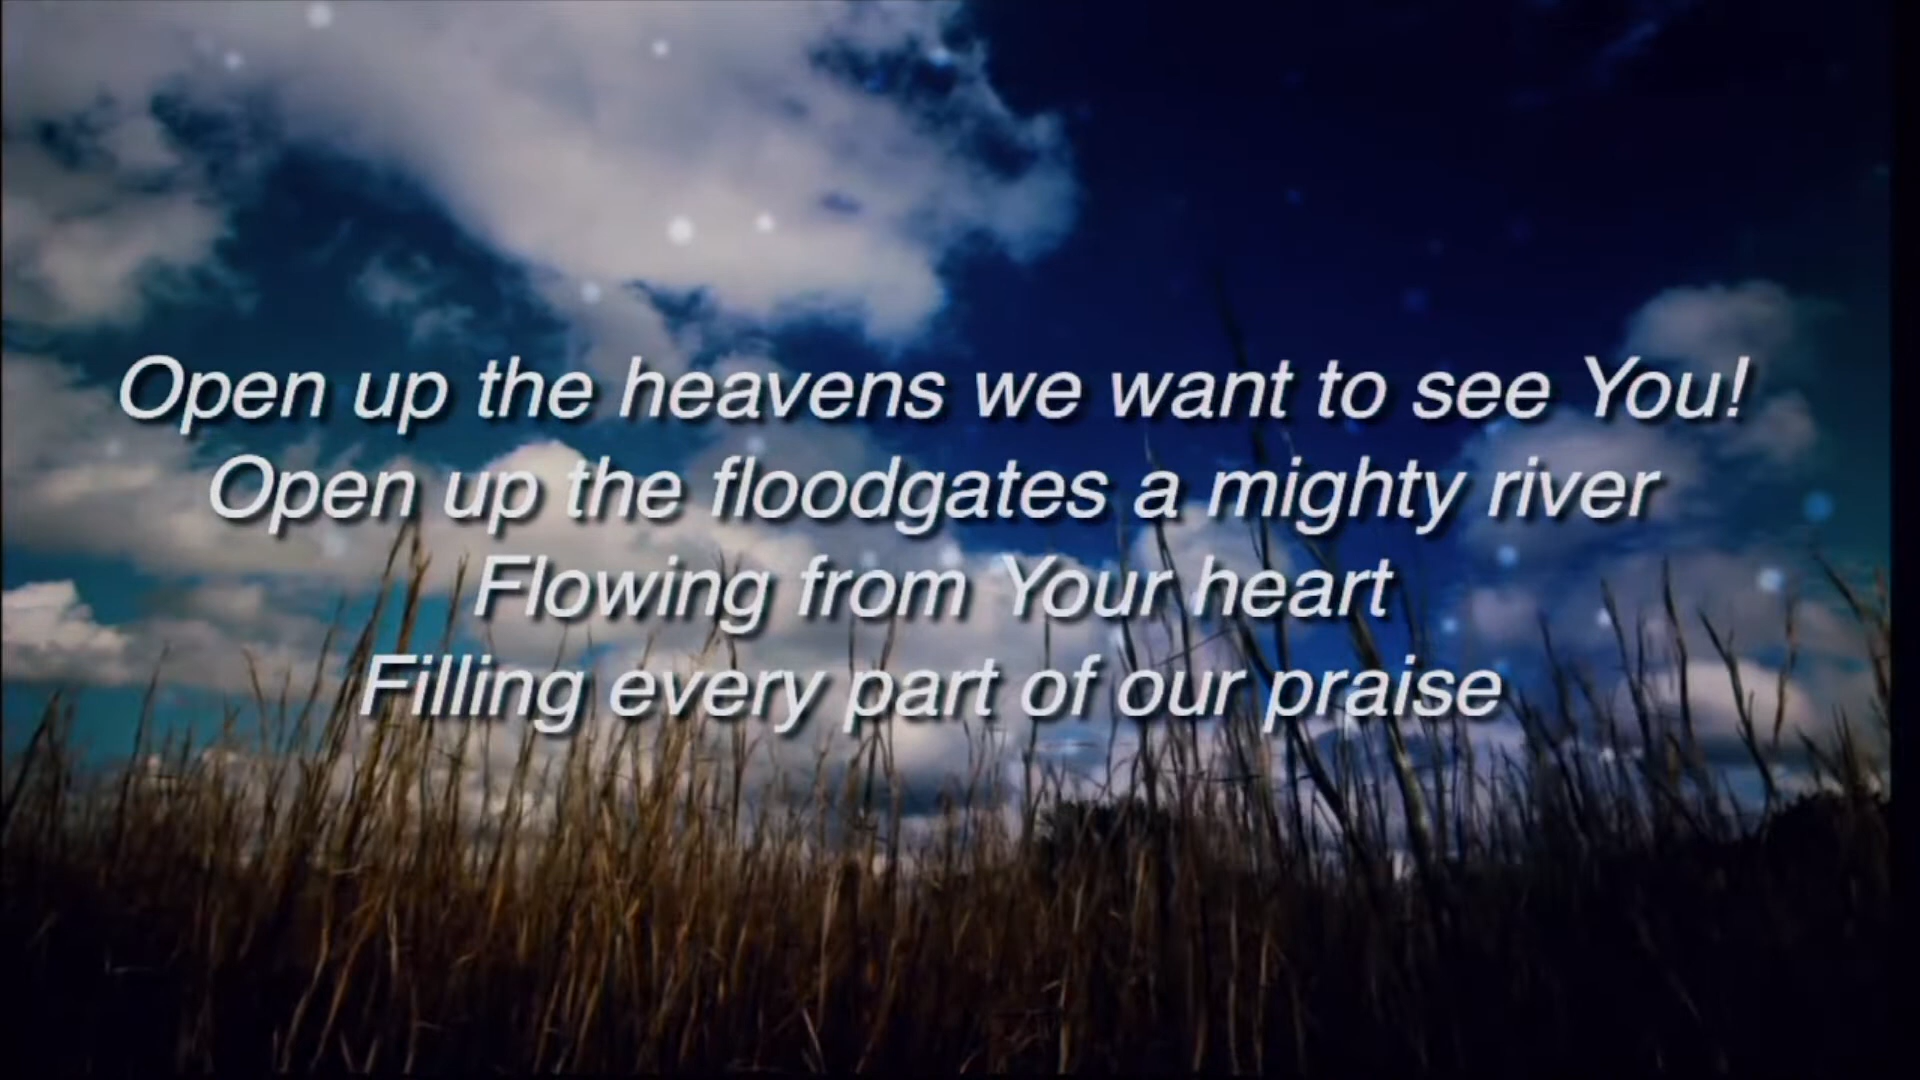 Open up the heavens we want to see You!
Open up the floodgates a mighty river
Flowing from Your heart
Filling every part of our praise